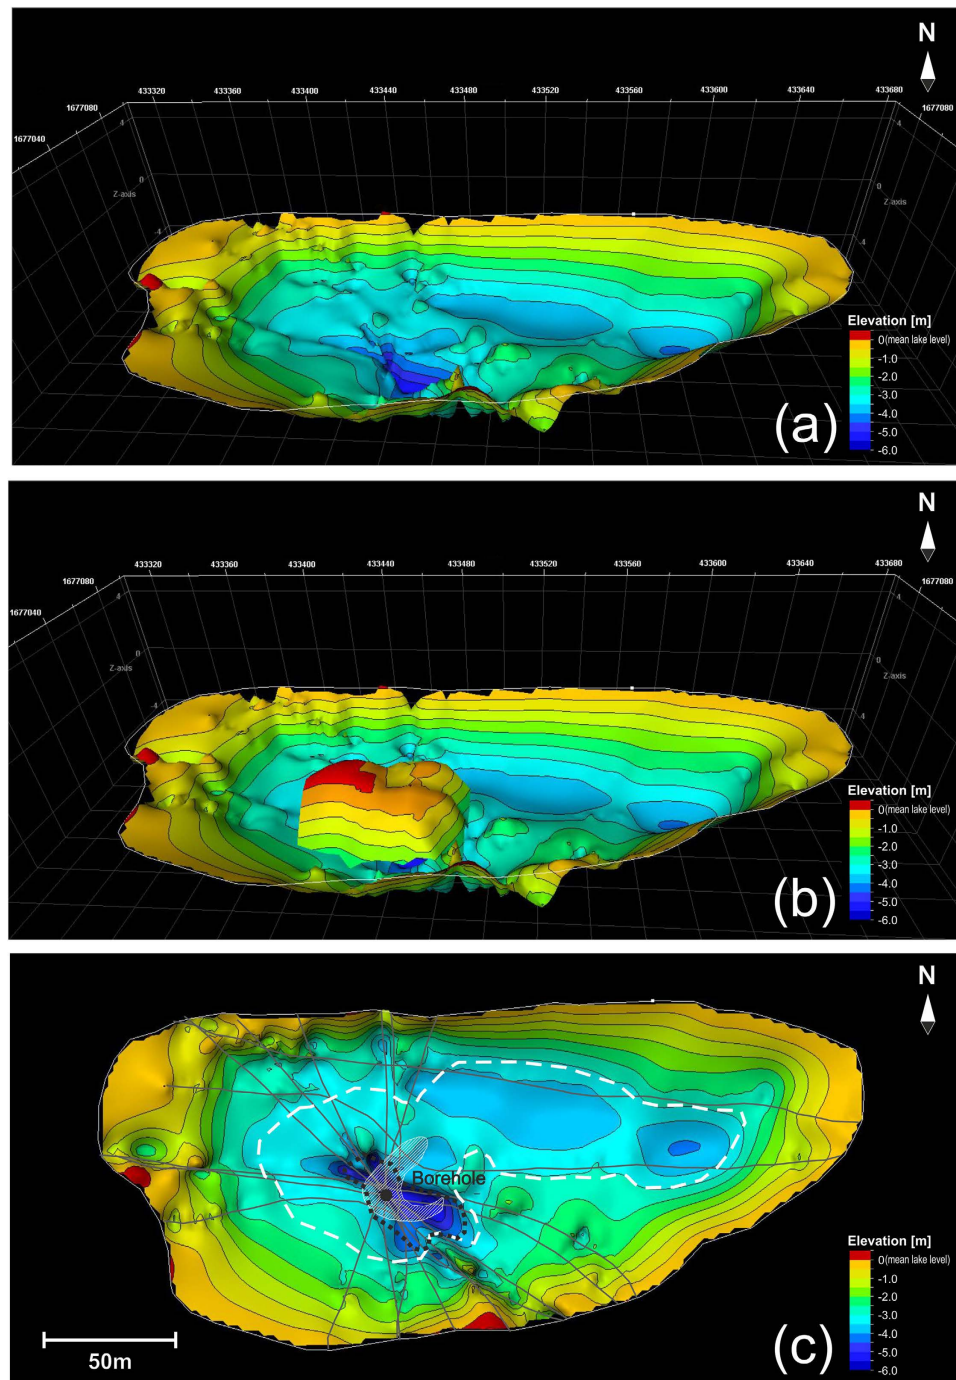 N
433320 433360 433400 433440 433480 433520 433560 433600 433640 433680
1677080 1677080
1677040
4 4
0 0
Z-axis Z-axis
-4 -4
Elevation [m]
0(mean lake level)
-1.0
-2.0
-3.0
-4.0
-5.0
-6.0
(a)
N
433320 433360 433400 433440 433480 433520 433560 433600 433640 433680
1677080 1677080
1677040
4 4
0 0
Z-axis Z-axis
-4 -4
Elevation [m]
0(mean lake level)
-1.0
-2.0
-3.0
-4.0
-5.0
-6.0
(b)
N
Borehole
Elevation [m]
0(mean lake level)
-1.0
-2.0
-3.0
-4.0
-5.0
-6.0
50m
(c)